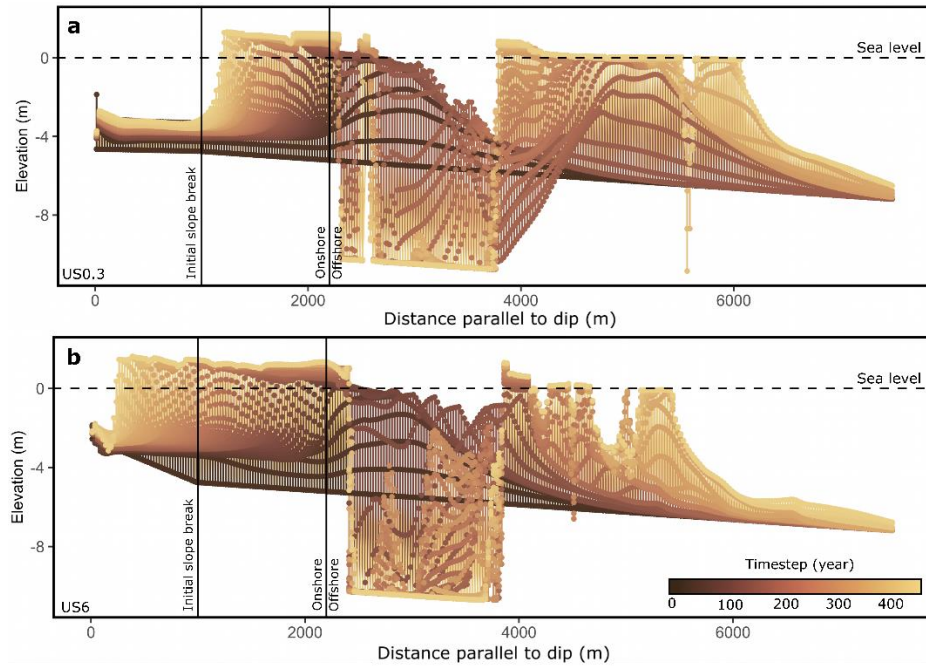 a
Sea level
0
-4
-8
Elevation (m)
Initial slope break
Onshore
Offshore
US0.3
0
2000
4000
6000
Distance parallel to dip (m)
b
Sea level
0
-4
-8
Elevation (m)
Initial slope break
Onshore
Offshore
US6
Timestep (year)
0 100 200 300 400
0
2000
4000
6000
Distance parallel to dip (m)